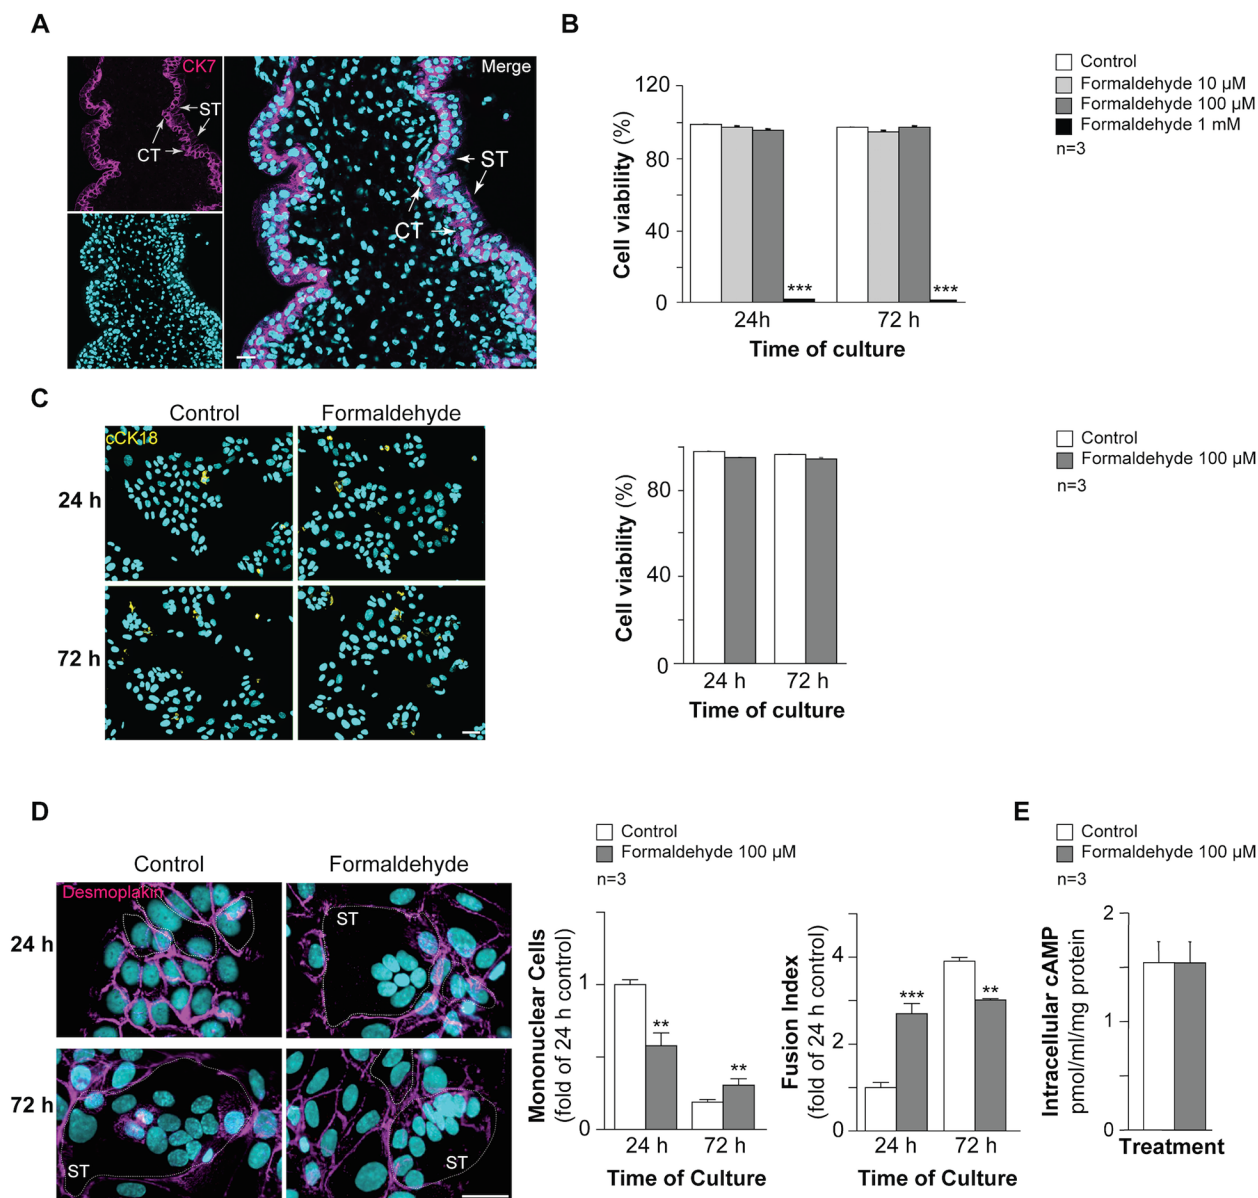 A
CK7
ST
CT
Merge
ST
CT
B
Control
Formaldehyde 10 µM
Formaldehyde 100 µM
Formaldehyde 1 mM
n=3
Cell viability (%)
120
80
40
0
***
***
24h
72 h
Time of culture
C
Control
Formaldehyde
cCK18
24 h
72 h
Control
Formaldehyde 100 µM
n=3
Cell viability (%)
80
40
0
24 h
72 h
Time of culture
D
Control
Formaldehyde
Desmoplakin
24 h
ST
72 h
ST
ST
Control
Formaldehyde 100 µM
n=3
Mononuclear Cells
(fold of 24 h control)
1
0
**
**
24 h
72 h
Time of Culture
Fusion Index
(fold of 24 h control)
4
2
0
***
**
24 h
72 h
Time of Culture
E
Control
Formaldehyde 100 µM
n=3
Intracellular cAMP
pmol/ml/mg protein
2
1
0
Treatment